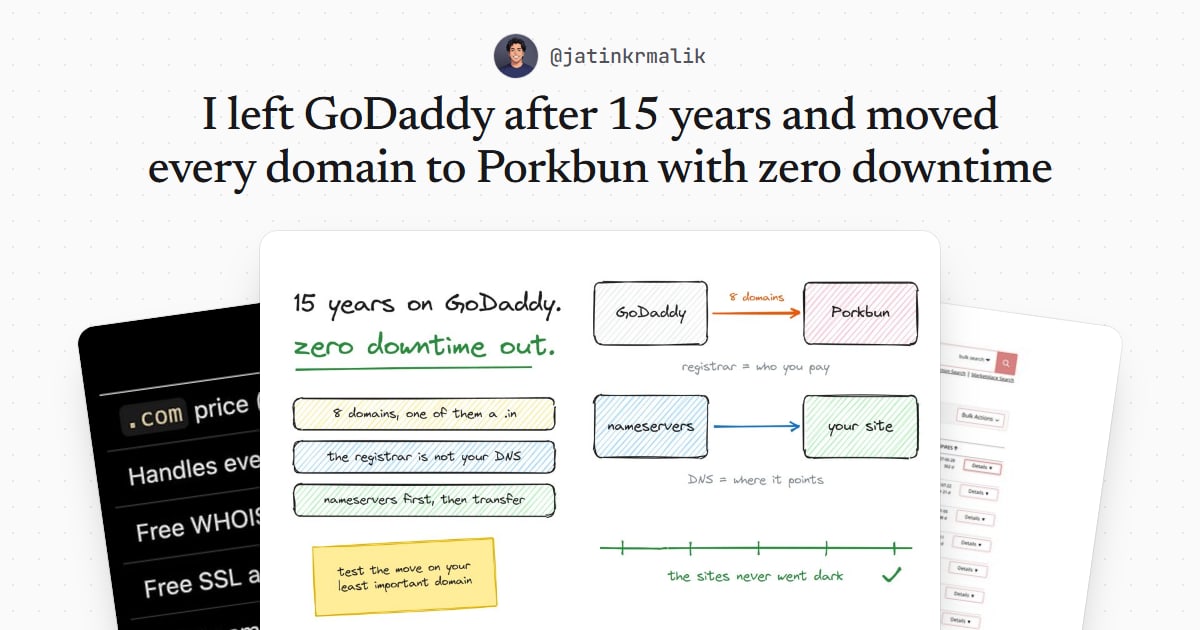 @jatinkrmalik
I left GoDaddy after 15 years and moved
every domain to Porkbun with zero downtime
15 years on GoDaddy.
zero downtime out.
8 domains, one of them a .in
the registrar is not your DNS
nameservers first, then transfer
test the move on your
least important domain
GoDaddy
8 domains
Porkbun
registrar = who you pay
nameservers
your site
DNS = where it points
the sites never went dark
.com price (
Handles eve
Free WHOIS
Free SSL a
Bulk search
Marketplace Search
Bulk Actions
Details
Details
Details
Details
Details
Details
Details